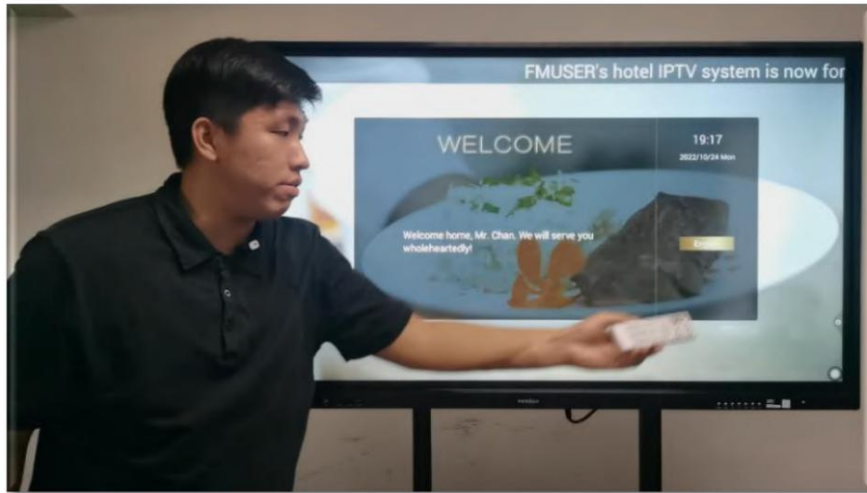 FMUSER's hotel IPTV system is now for
WELCOME
19:17
2022/10/24 Mon
Welcome home, Mr. Chan. We will serve you
wholeheartedly!